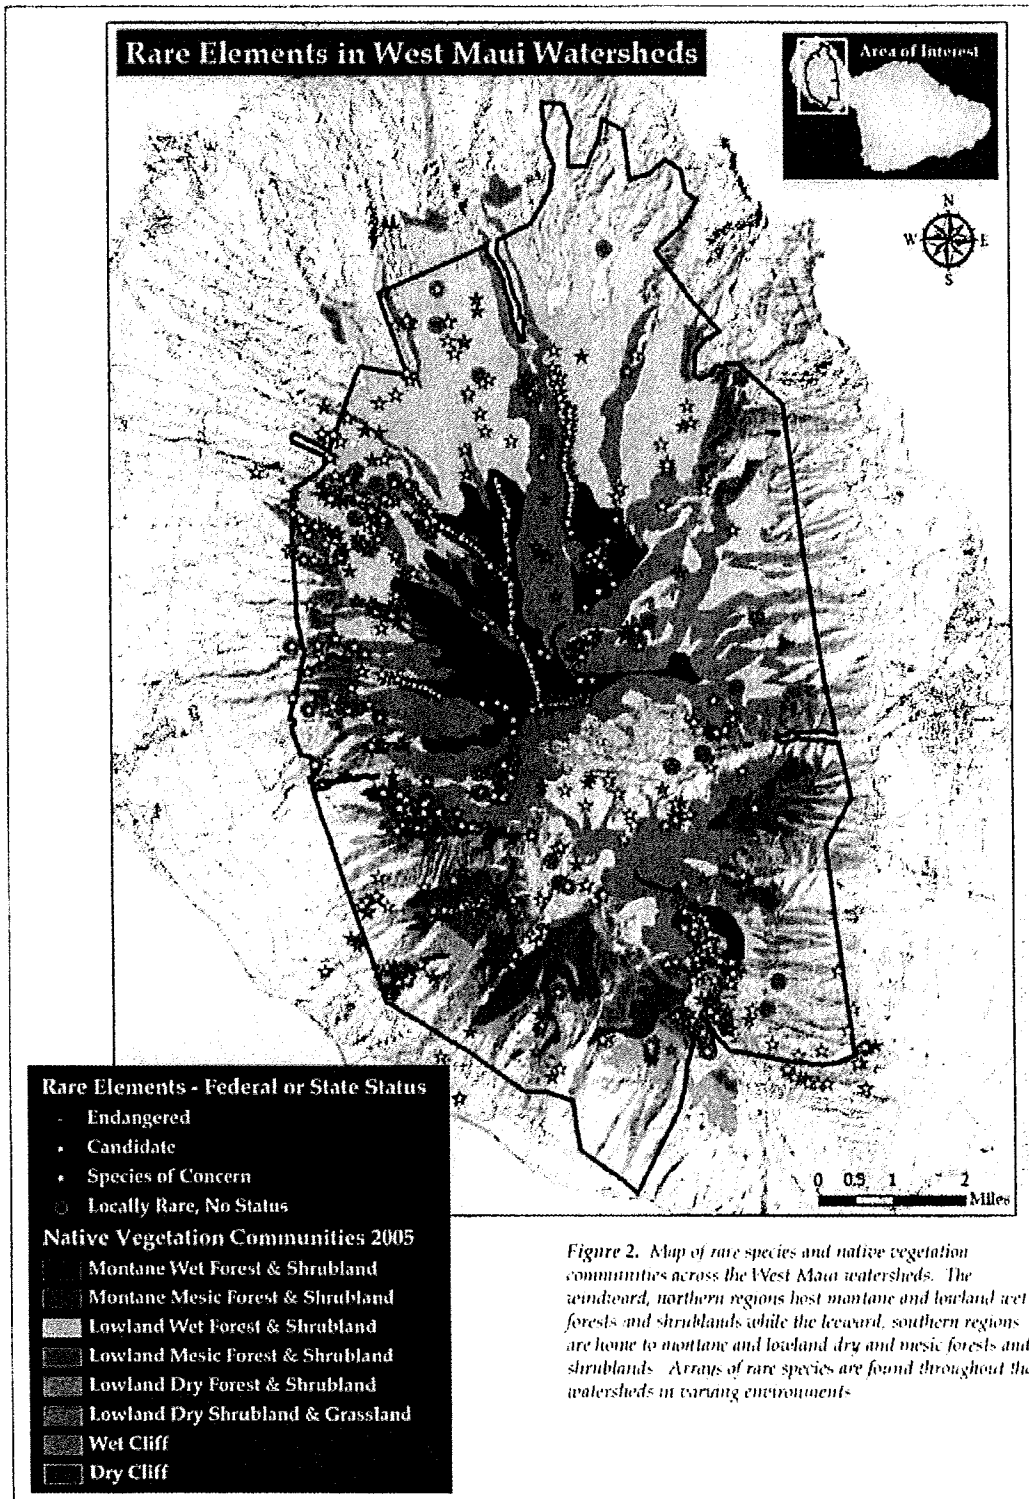 Rare Elements in West Maui Watersheds
Area of Interest
N
W E
S
0 0.5 1 2
Miles
Rare Elements - Federal or State Status
Endangered
Candidate
Species of Concern
Locally Rare, No Status
Native Vegetation Communities 2005
Montane Wet Forest & Shrubland
Montane Mesic Forest & Shrubland
Lowland Wet Forest & Shrubland
Lowland Mesic Forest & Shrubland
Lowland Dry Forest & Shrubland
Lowland Dry Shrubland & Grassland
Wet Cliff
Dry Cliff
Figure 2. Map of rare species and native vegetation
communities across the West Maui watersheds. The
windward, northern regions host montane and lowland wet
forests and shrublands while the leeward, southern regions
are home to montane and lowland dry and mesic forests and
shrublands. Arrays of rare species are found throughout the
watersheds in varying environments